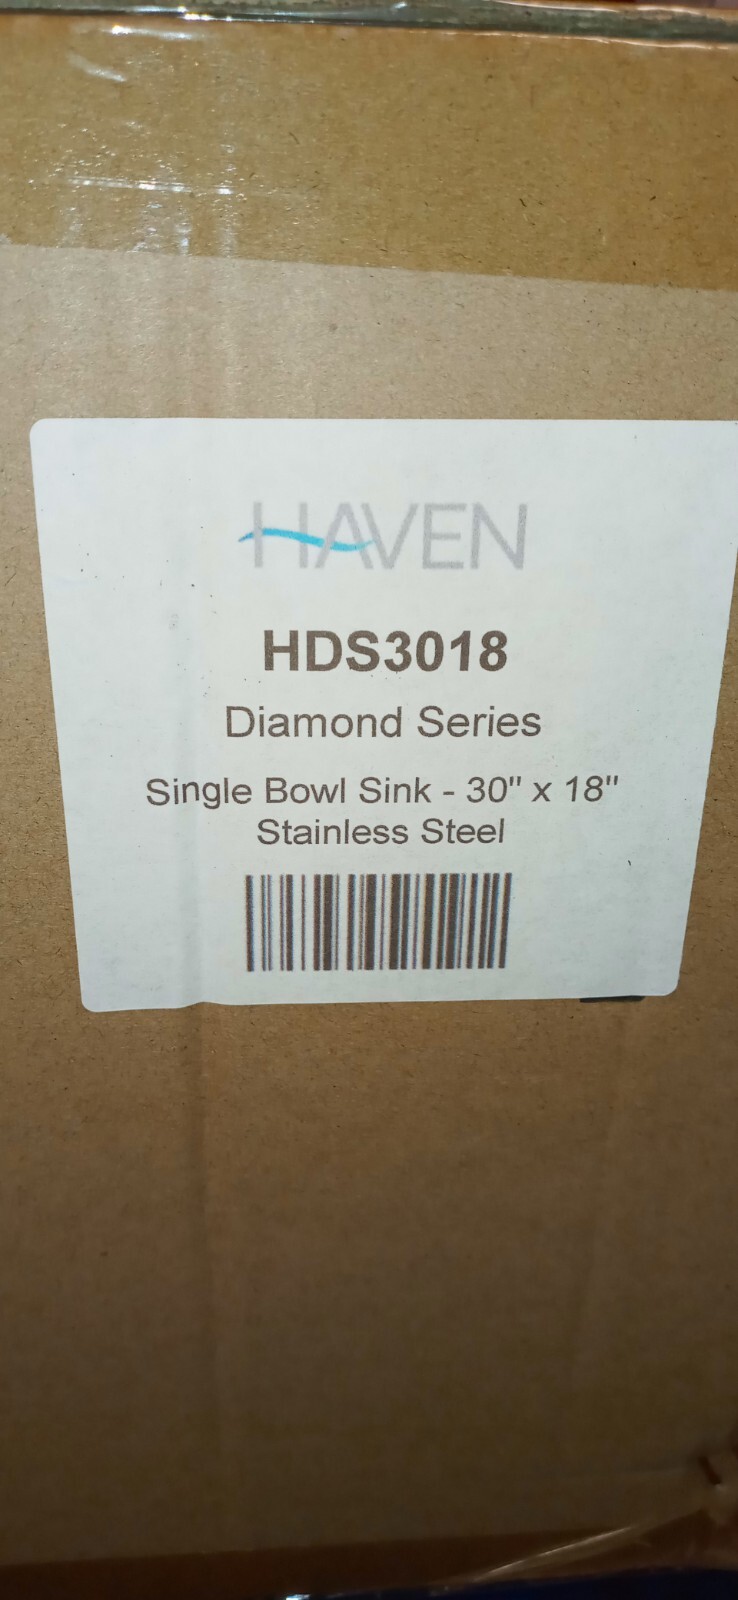 HAVEN
HDS3018
Diamond Series
Single Bowl Sink - 30" x 18"
Stainless Steel